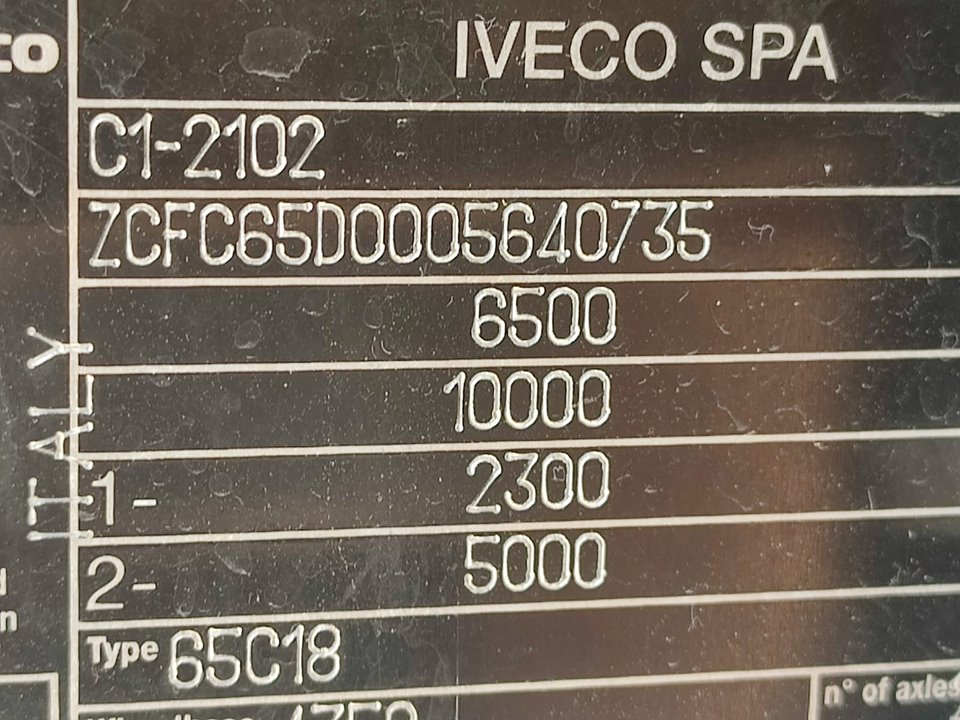 IVECO SPA
C1-2102
ZCFC65D0005640735
6500
10000
1- 2300
2- 5000
ITALY
Type 65C18
n° of axles